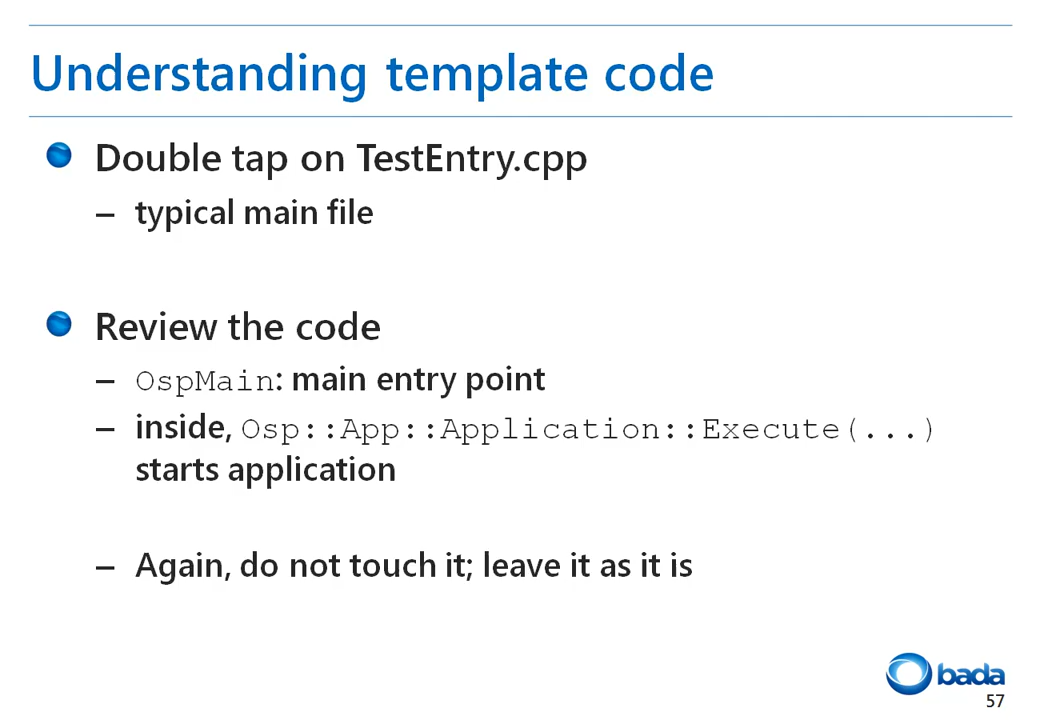 Understanding template code
Double tap on TestEntry.cpp
– typical main file
Review the code
– OspMain: main entry point
– inside, Osp::App::Application::Execute(...)
starts application
– Again, do not touch it; leave it as it is
bada
57